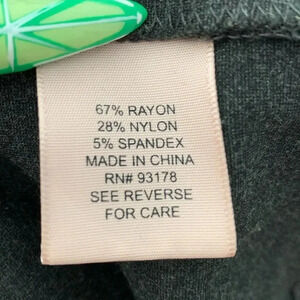 67% RAYON
28% NYLON
5% SPANDEX
MADE IN CHINA
RN# 93178
SEE REVERSE
FOR CARE